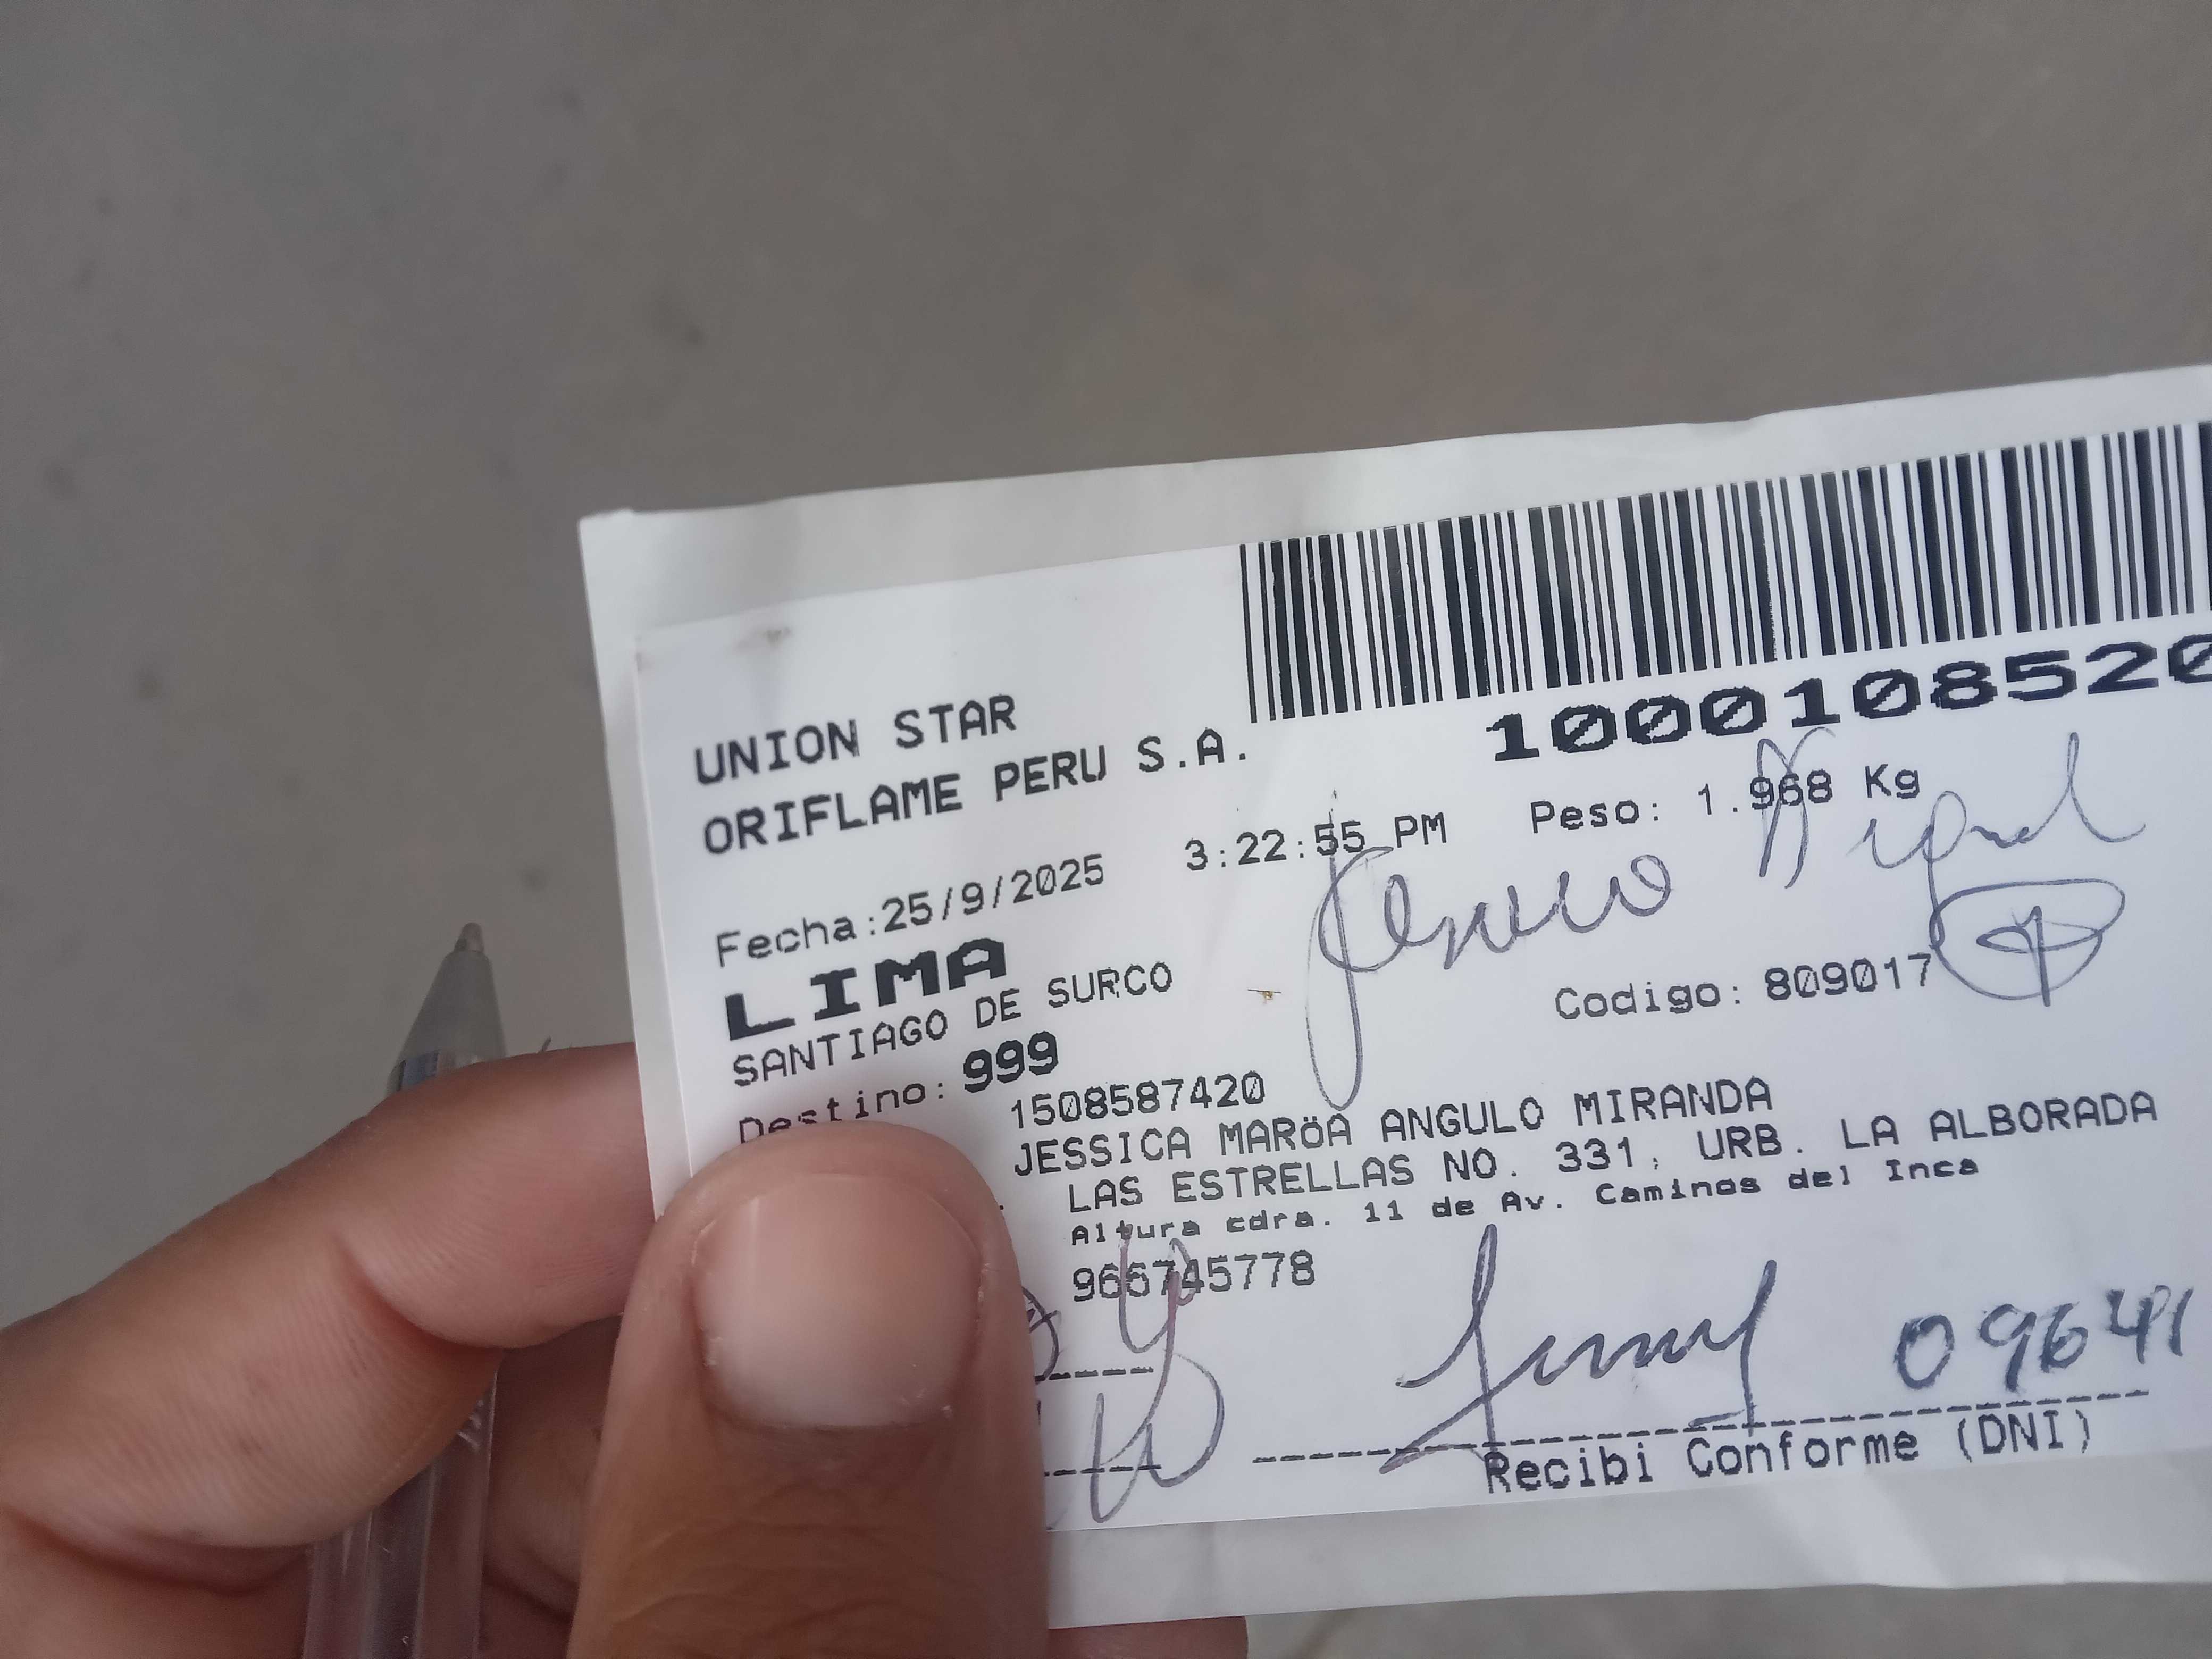 1000108520
UNION STAR
ORIFLAME PERU S.A.
Fecha:25/9/2025 3:22:55 PM Peso: 1.968 Kg
LIMA
SANTIAGO DE SURCO
Codigo: 809017
Destino: 999
1508587420
JESSICA MARÖA ANGULO MIRANDA
LAS ESTRELLAS NO. 331, URB. LA ALBORADA
Altura cdra. 11 de Av. Caminos del Inca
966745778
09641
Recibi Conforme (DNI)